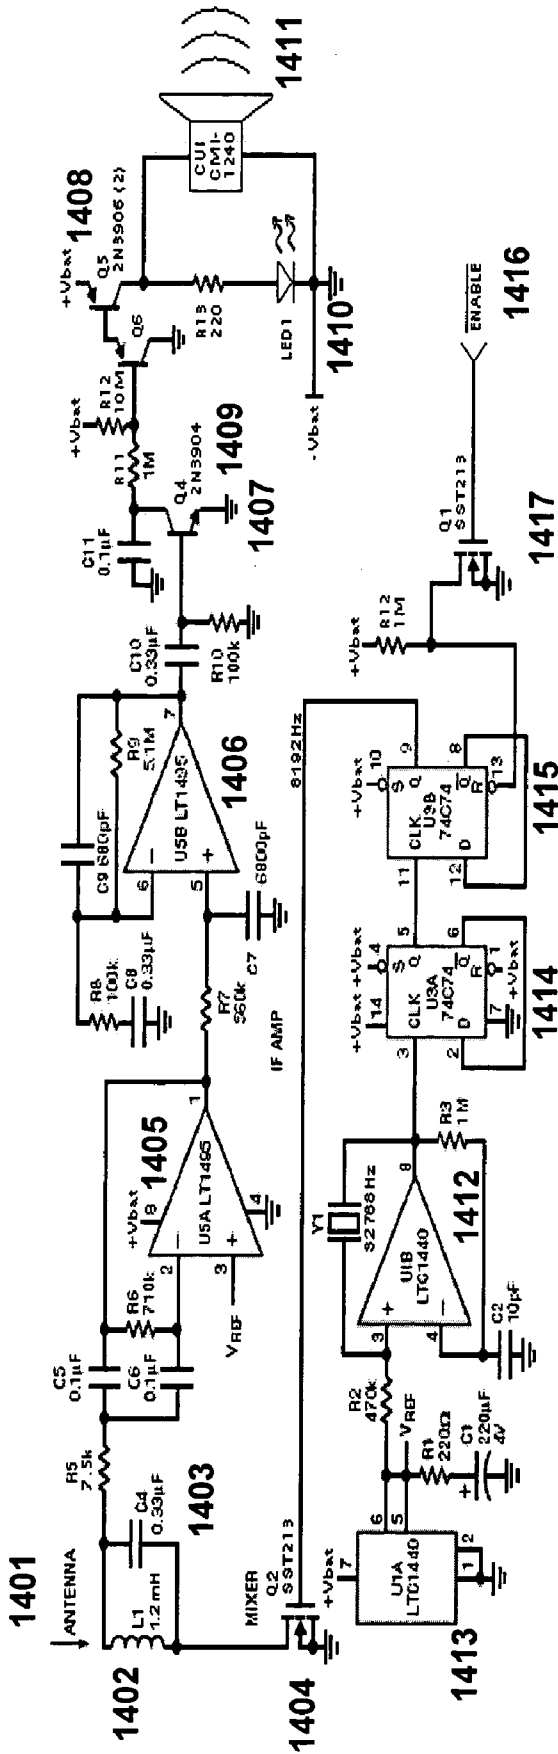 1401
ANTENNA
1402
L1
1.2 mH
C4
0.33µF
1403
R5
7.5k
C5
0.1µF
C6
0.1µF
R6
710k
+Vbat
2
3
1
4
U5A LT1495
1405
VREF
R7
560k
IF AMP
C7
6800pF
R8
100k
C8
0.33µF
C9 680pF
R9
5.1M
6
5
7
U5B LT1495
1406
C10
0.33µF
R10
100k
C11
0.1µF
R11
1M
+Vbat
R12
10M
Q4
2N3904
1407
1409
Q6
+Vbat
Q5
2N3906 (2)
1408
R13
220
LED1
-Vbat
1410
CUI
CMI-
1240
1411
MIXER
Q2
SST213
1404
8192Hz
+Vbat
7
6
5
1
2
U1A
LTC1440
1413
VREF
R1
220Ω
+
C1
220µF
4V
R2
470k
Y1
32768Hz
3
4
8
U1B
LTC1440
1412
C2
10pF
R3
1M
+Vbat
14
+Vbat
4
3
2
CLK
D
S
Q
Q
R
5
6
1
7
U3A
74C74
+Vbat
1414
+Vbat
10
11
12
CLK
D
S
Q
Q
R
9
8
13
U3B
74C74
1415
+Vbat
R12
1M
Q1
SST213
1417
ENABLE
1416